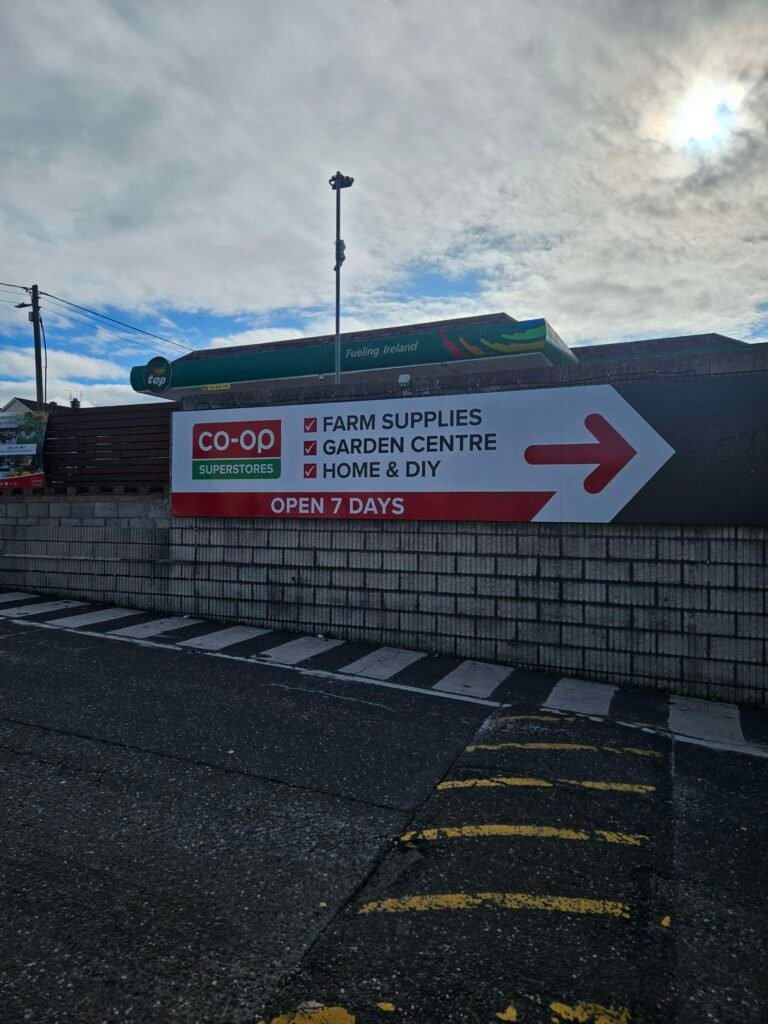 Fueling Ireland
top
co-op
SUPERSTORES
FARM SUPPLIES
GARDEN CENTRE
HOME & DIY
OPEN 7 DAYS